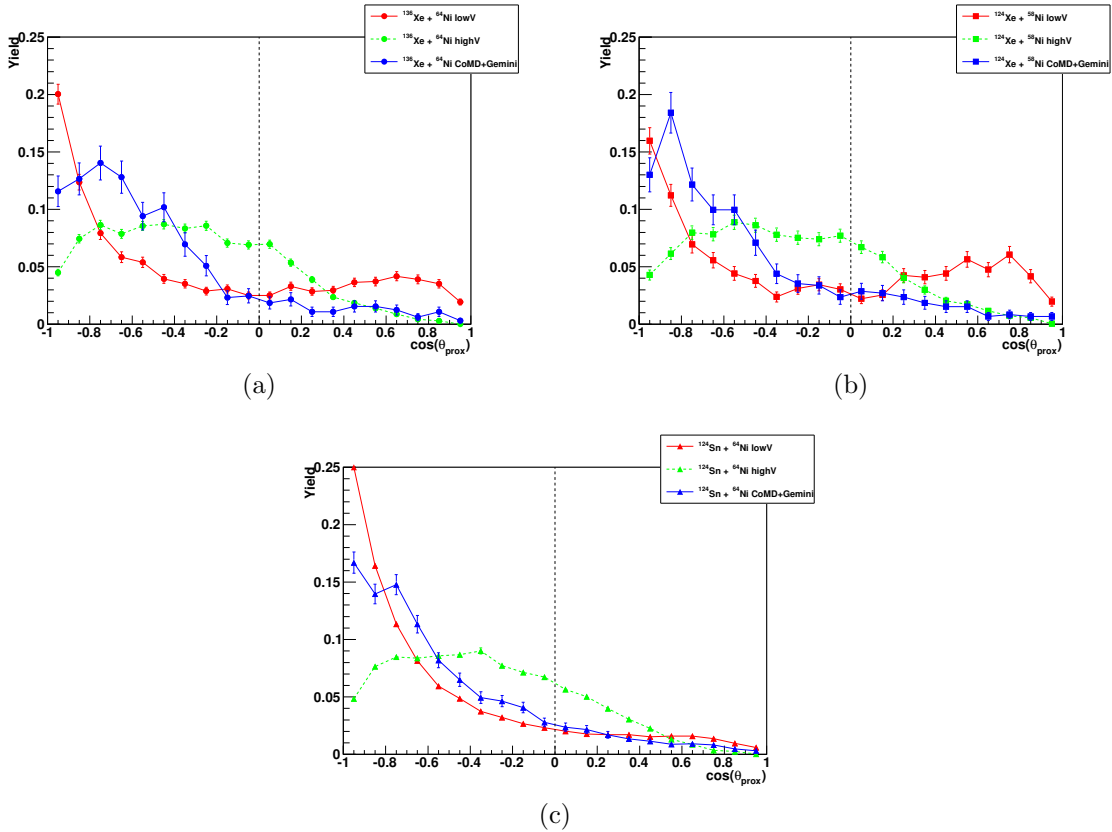 ¹³⁶Xe + ⁶⁴Ni lowV
¹³⁶Xe + ⁶⁴Ni highV
¹³⁶Xe + ⁶⁴Ni CoMD+Gemini
Yield
0.25
0.2
0.15
0.1
0.05
0
-1 -0.8 -0.6 -0.4 -0.2 0 0.2 0.4 0.6 0.8 1
cos(θ_prox)
(a)
¹²⁴Xe + ⁵⁸Ni lowV
¹²⁴Xe + ⁵⁸Ni highV
¹²⁴Xe + ⁵⁸Ni CoMD+Gemini
Yield
0.25
0.2
0.15
0.1
0.05
0
-1 -0.8 -0.6 -0.4 -0.2 0 0.2 0.4 0.6 0.8 1
cos(θ_prox)
(b)
¹²⁴Sn + ⁶⁴Ni lowV
¹²⁴Sn + ⁶⁴Ni highV
¹²⁴Sn + ⁶⁴Ni CoMD+Gemini
Yield
0.25
0.2
0.15
0.1
0.05
0
-1 -0.8 -0.6 -0.4 -0.2 0 0.2 0.4 0.6 0.8 1
cos(θ_prox)
(c)